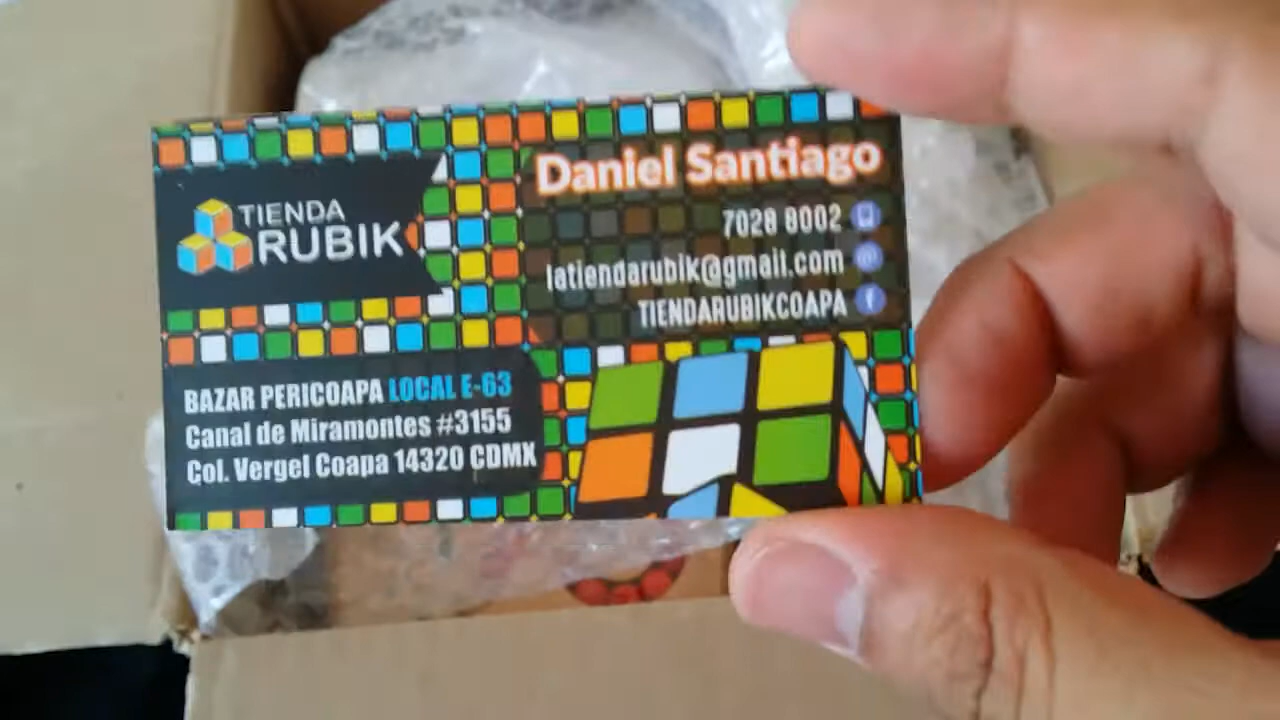 TIENDA
RUBIK
Daniel Santiago
7028 8002
latiendarubik@gmail.com
TIENDARUBIKCOAPA
BAZAR PERICOAPA LOCAL E-63
Canal de Miramontes #3155
Col. Vergel Coapa 14320 CDMX